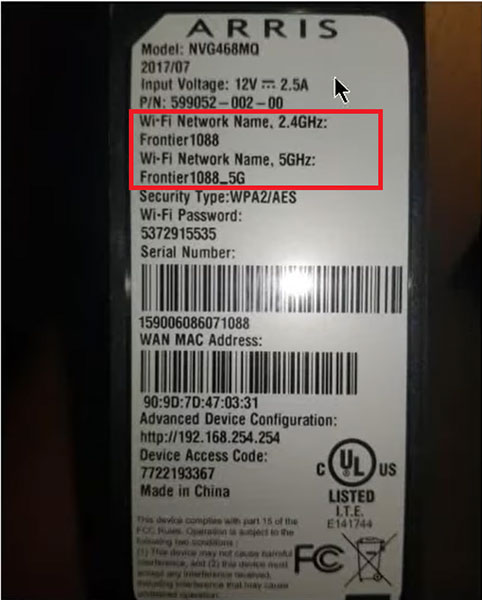 ARRIS
Model: NVG468MQ
2017/07
Input Voltage: 12V ⎓ 2.5A
P/N: 599052-002-00
Wi-Fi Network Name, 2.4GHz:
Frontier1088
Wi-Fi Network Name, 5GHz:
Frontier1088_5G
Security Type:WPA2/AES
Wi-Fi Password:
5372915535
Serial Number:
159006086071088
WAN MAC Address:
90:9D:7D:47:03:31
Advanced Device Configuration:
http://192.168.254.254
Device Access Code:
7722193367
Made in China
C UL US
LISTED
I.T.E.
E141744
This device complies with part 15 of the
FCC Rules. Operation is subject to the
following two conditions :
(1) This device may not cause harmful
interference, and (2) this device must
accept any interference received,
including interference that may cause
undesired operation.
FC